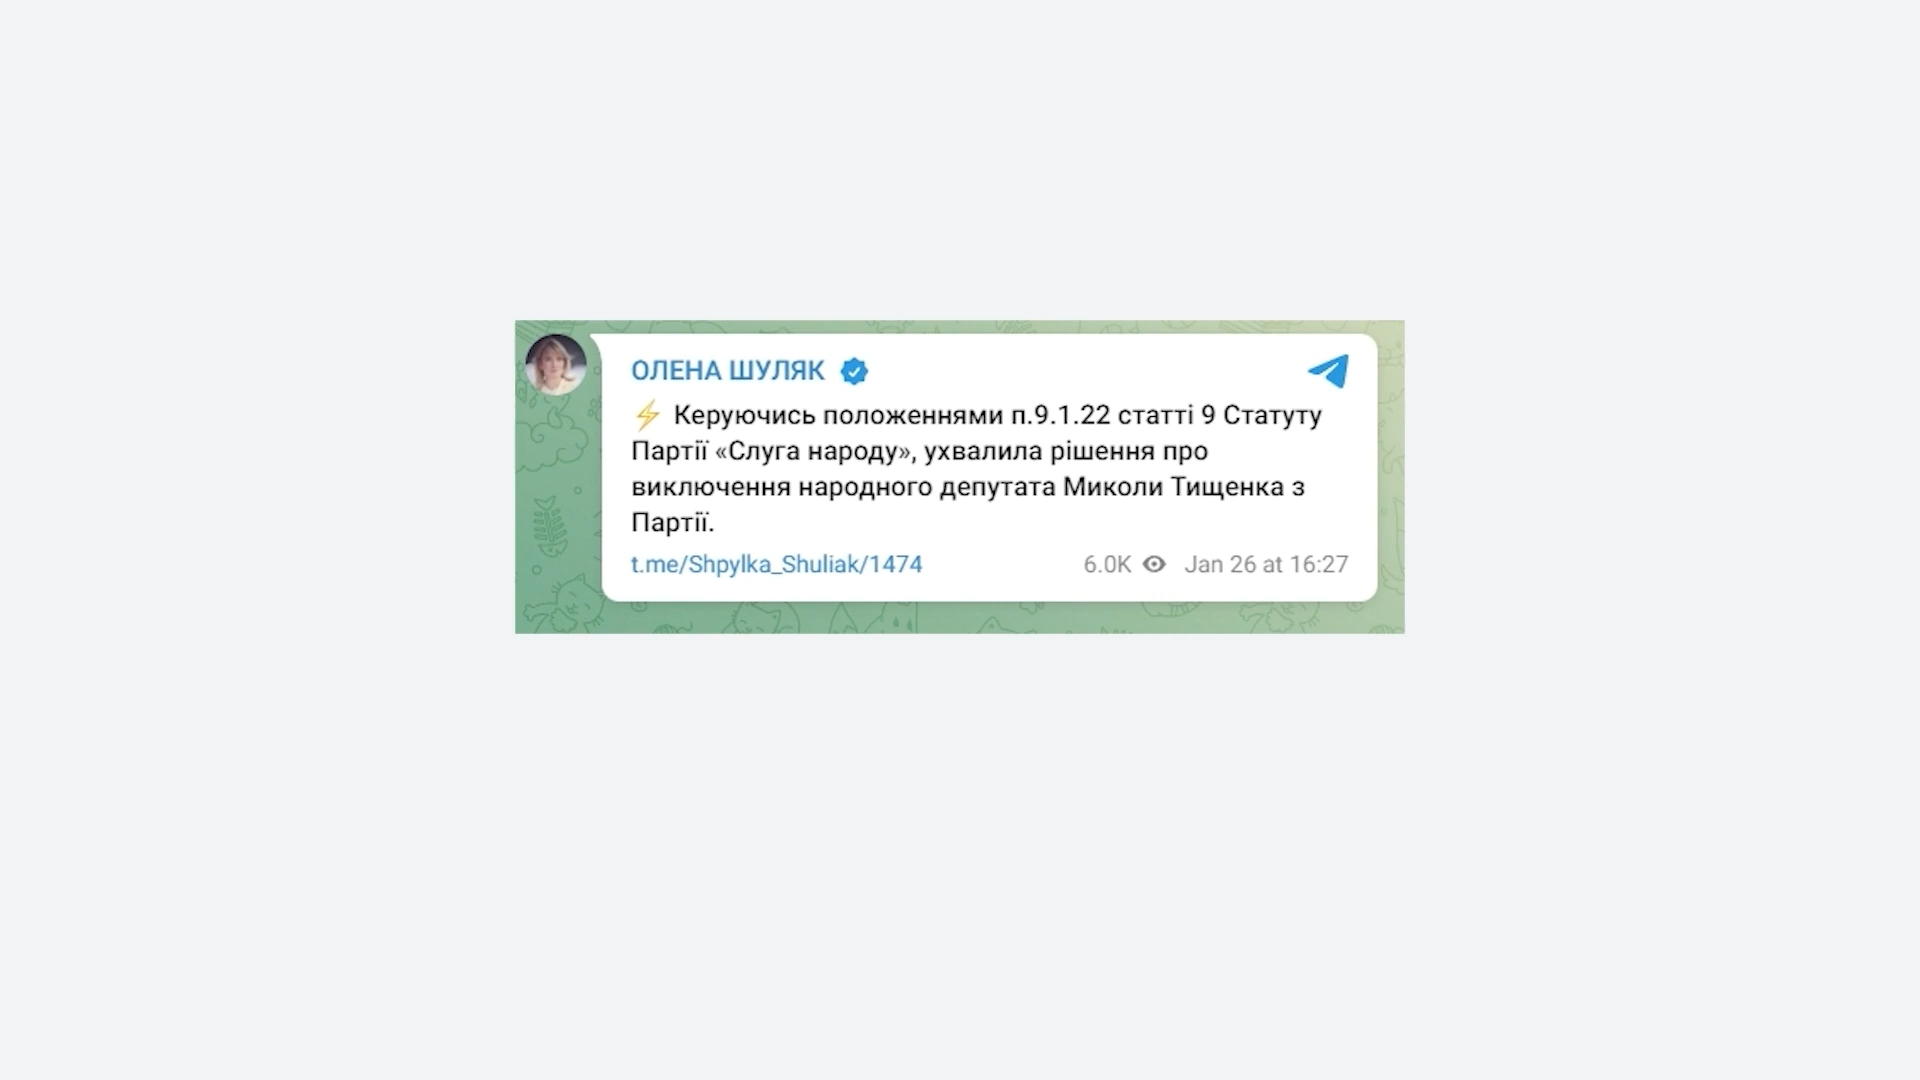 ОЛЕНА ШУЛЯК
⚡ Керуючись положеннями п.9.1.22 статті 9 Статуту
Партії «Слуга народу», ухвалила рішення про
виключення народного депутата Миколи Тищенка з
Партії.
t.me/Shpylka_Shuliak/1474 6.0K Jan 26 at 16:27